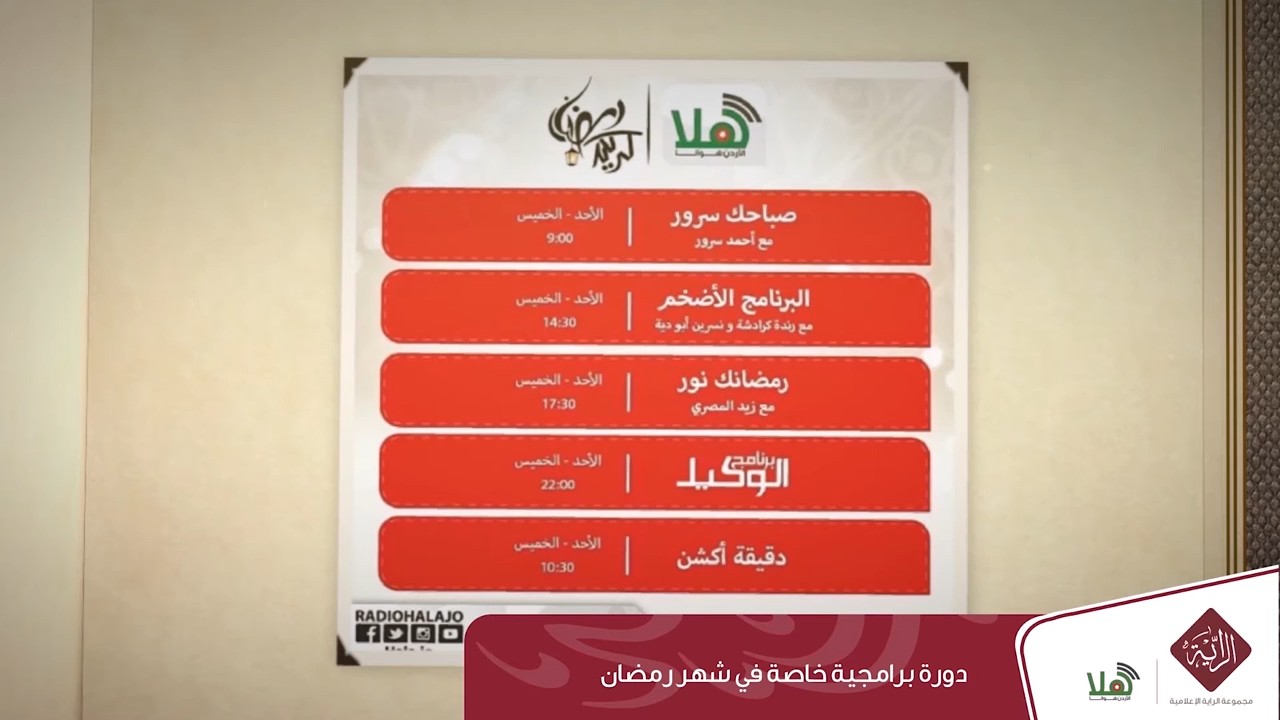 رمضان كريم
هلا
الأردن هوانا
صباحك سرور
مع أحمد سرور
الأحد - الخميس
9:00
البرنامج الأضخم
مع رندة كرادشة و نسرين أبو دية
الأحد - الخميس
14:30
رمضانك نور
مع زيد المصري
الأحد - الخميس
17:30
برنامج
الوكيل
الأحد - الخميس
22:00
دقيقة أكشن
الأحد - الخميس
10:30
RADIOHALAJO
دورة برامجية خاصة في شهر رمضان
هلا
الأردن هوانا
الراية
مجموعة الراية الإعلامية